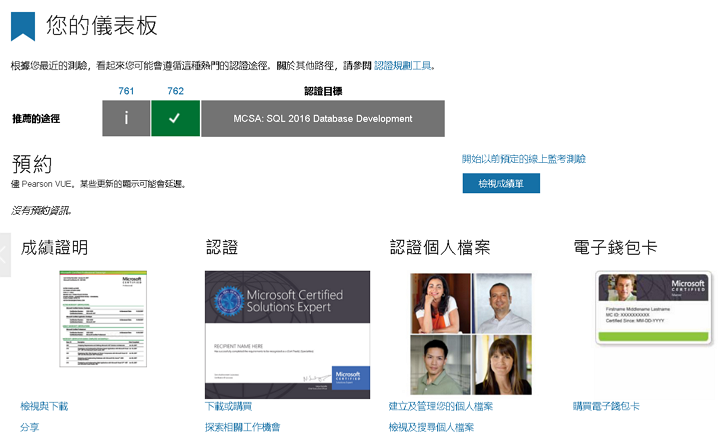 您的儀表板
根據您最近的測驗，看起來您可能會遵循這種熱門的認證途徑。關於其他路徑，請參閱 認證規劃工具。
761 762 認證目標
推薦的途徑 i MCSA: SQL 2016 Database Development
預約
僅 Pearson VUE。某些更新的顯示可能會延遲。
開始以前預定的線上監考測驗
檢視成績單
沒有預約資訊。
成績證明
認證
認證個人檔案
電子錢包卡
Microsoft
CERTIFIED
Microsoft Certified
Solutions Expert
RECIPIENT NAME HERE
Microsoft
CERTIFIED
Microsoft
CERTIFIED
Firstname Middlename Lastname
MC ID: XXXXXXXXXX
Certified Since: MM-DD-YYYY
檢視與下載
下載或購買
建立及管理您的個人檔案
購買電子錢包卡
分享
探索相關工作機會
檢視及搜尋個人檔案